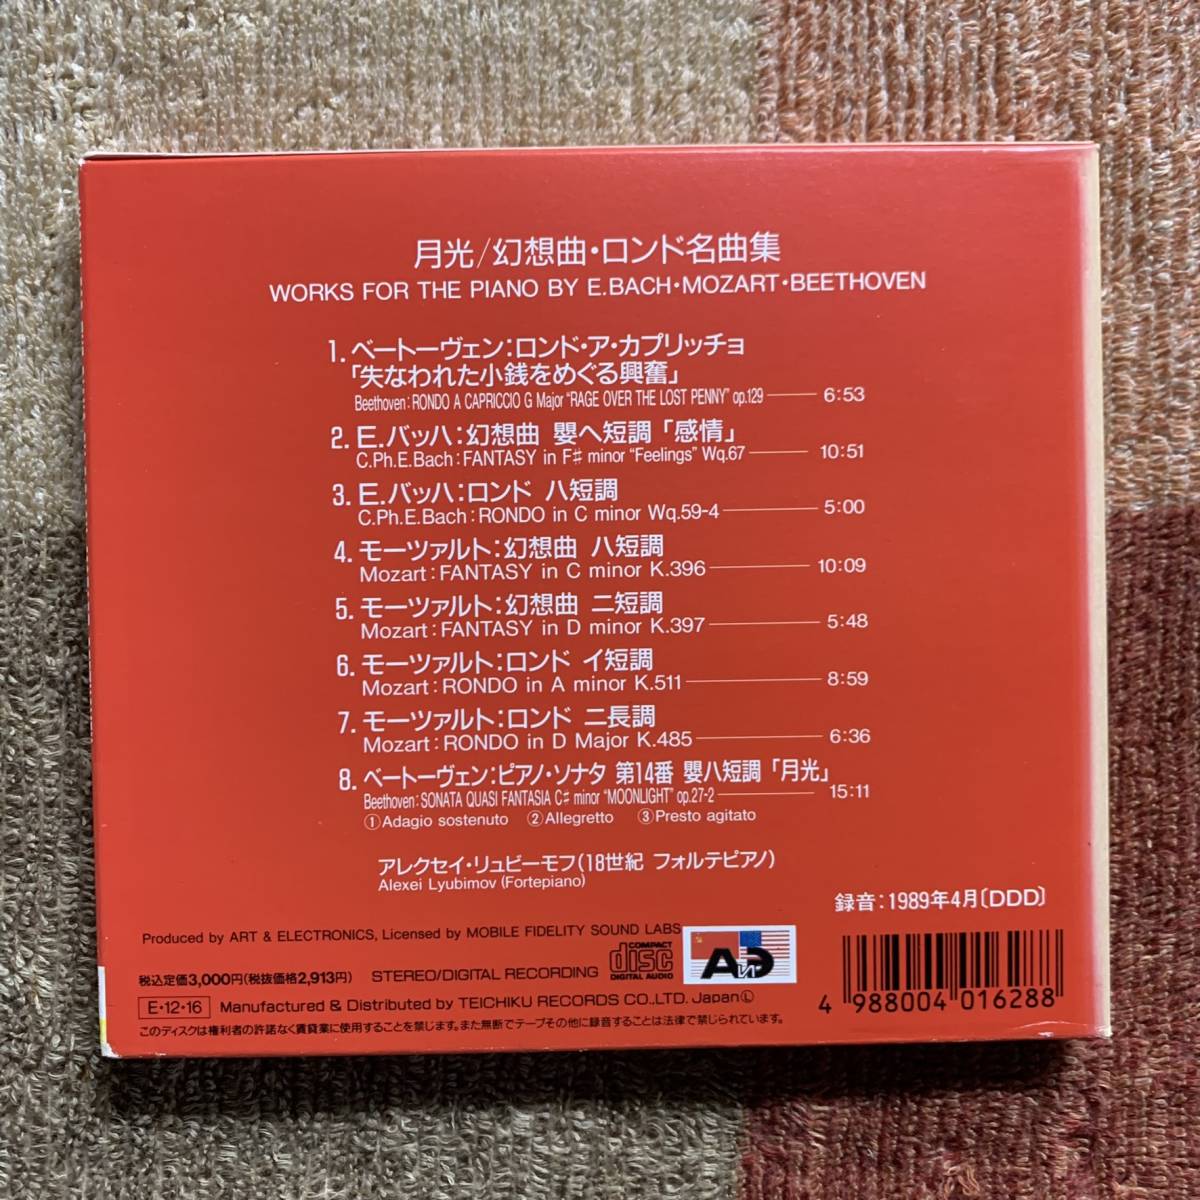 月光/幻想曲・ロンド名曲集
WORKS FOR THE PIANO BY E.BACH・MOZART・BEETHOVEN
1. ベートーヴェン:ロンド・ア・カプリッチョ
「失なわれた小銭をめぐる興奮」
Beethoven:RONDO A CAPRICCIO G Major “RAGE OVER THE LOST PENNY” op.129 6:53
2. E.バッハ:幻想曲 嬰ヘ短調「感情」
C.Ph.E.Bach:FANTASY in F♯ minor “Feelings” Wq.67 10:51
3. E.バッハ:ロンド ハ短調
C.Ph.E.Bach:RONDO in C minor Wq.59-4 5:00
4. モーツァルト:幻想曲 ハ短調
Mozart:FANTASY in C minor K.396 10:09
5. モーツァルト:幻想曲 ニ短調
Mozart:FANTASY in D minor K.397 5:48
6. モーツァルト:ロンド イ短調
Mozart:RONDO in A minor K.511 8:59
7. モーツァルト:ロンド ニ長調
Mozart:RONDO in D Major K.485 6:36
8. ベートーヴェン:ピアノ・ソナタ 第14番 嬰ハ短調「月光」
Beethoven:SONATA QUASI FANTASIA C♯ minor “MOONLIGHT” op.27-2 15:11
①Adagio sostenuto ②Allegretto ③Presto agitato
アレクセイ・リュビーモフ(18世紀 フォルテピアノ)
Alexei Lyubimov (Fortepiano)
録音:1989年4月〔DDD〕
Produced by ART & ELECTRONICS, Licensed by MOBILE FIDELITY SOUND LABS
税込定価3,000円(税抜価格2,913円) STEREO/DIGITAL RECORDING COMPACT disc DIGITAL AUDIO AиD
E・12・16 Manufactured & Distributed by TEICHIKU RECORDS CO.,LTD. Japan Ⓛ
4 988004 016288
このディスクは権利者の許諾なく賃貸業に使用することを禁じます。また無断でテープその他に録音することは法律で禁じられています。